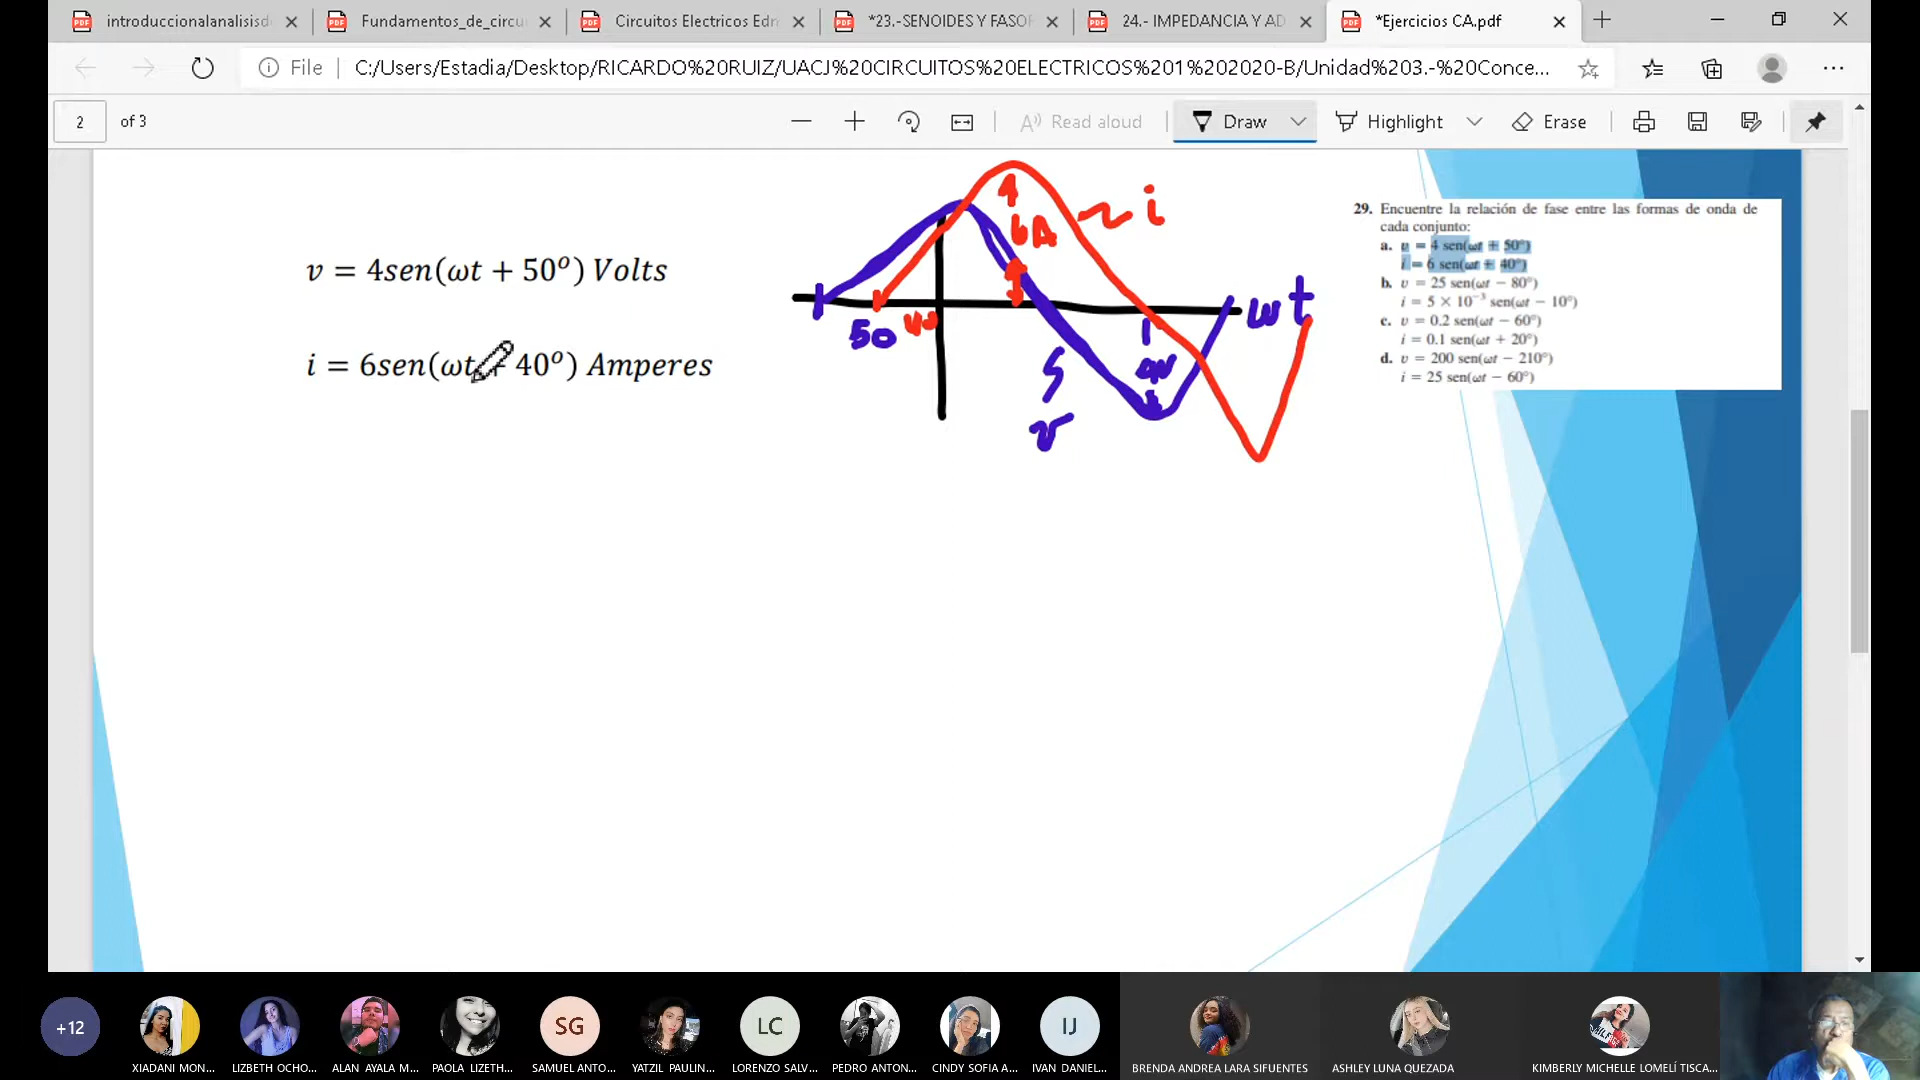 introduccionalanalisisd
Fundamentos_de_circu
Circuitos Electricos Edm
*23.-SENOIDES Y FASOR
24.- IMPEDANCIA Y AD
*Ejercicios CA.pdf
File
C:/Users/Estadia/Desktop/RICARDO%20RUIZ/UACJ%20CIRCUITOS%20ELECTRICOS%201%202020-B/Unidad%203.-%20Conce...
2 of 3
Read aloud
Draw
Highlight
Erase
v = 4sen(ωt + 50º) Volts
i = 6sen(ωt + 40º) Amperes
i
6A
50
40
ωt
4V
v
29. Encuentre la relación de fase entre las formas de onda de
cada conjunto:
a. v = 4 sen(ωt + 50°)
i = 6 sen(ωt + 40°)
b. v = 25 sen(ωt − 80°)
i = 5 × 10⁻³ sen(ωt − 10°)
c. v = 0.2 sen(ωt − 60°)
i = 0.1 sen(ωt + 20°)
d. v = 200 sen(ωt − 210°)
i = 25 sen(ωt − 60°)
+12
SG
LC
IJ
XIADANI MON...
LIZBETH OCHO...
ALAN AYALA M...
PAOLA LIZETH...
SAMUEL ANTO...
YATZIL PAULIN...
LORENZO SALV...
PEDRO ANTON...
CINDY SOFIA A...
IVAN DANIEL...
BRENDA ANDREA LARA SIFUENTES
ASHLEY LUNA QUEZADA
KIMBERLY MICHELLE LOMELÍ TISCA...